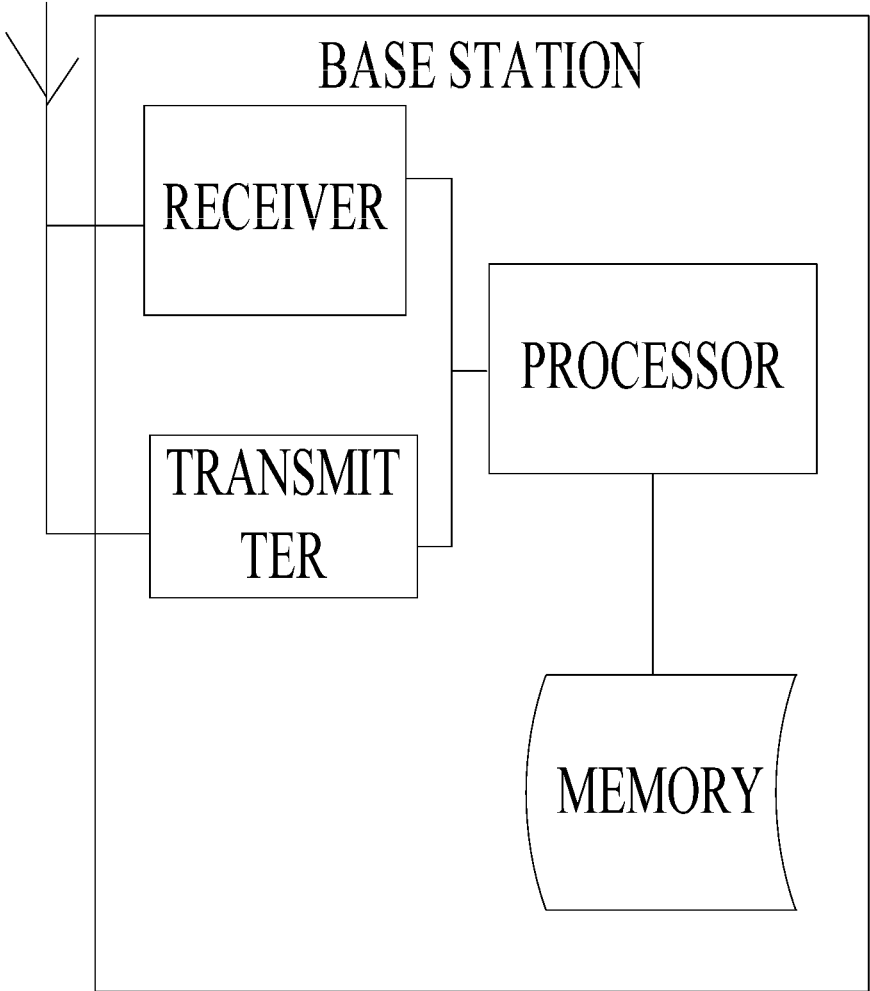 BASE STATION
RECEIVER
PROCESSOR
TRANSMIT
TER
MEMORY